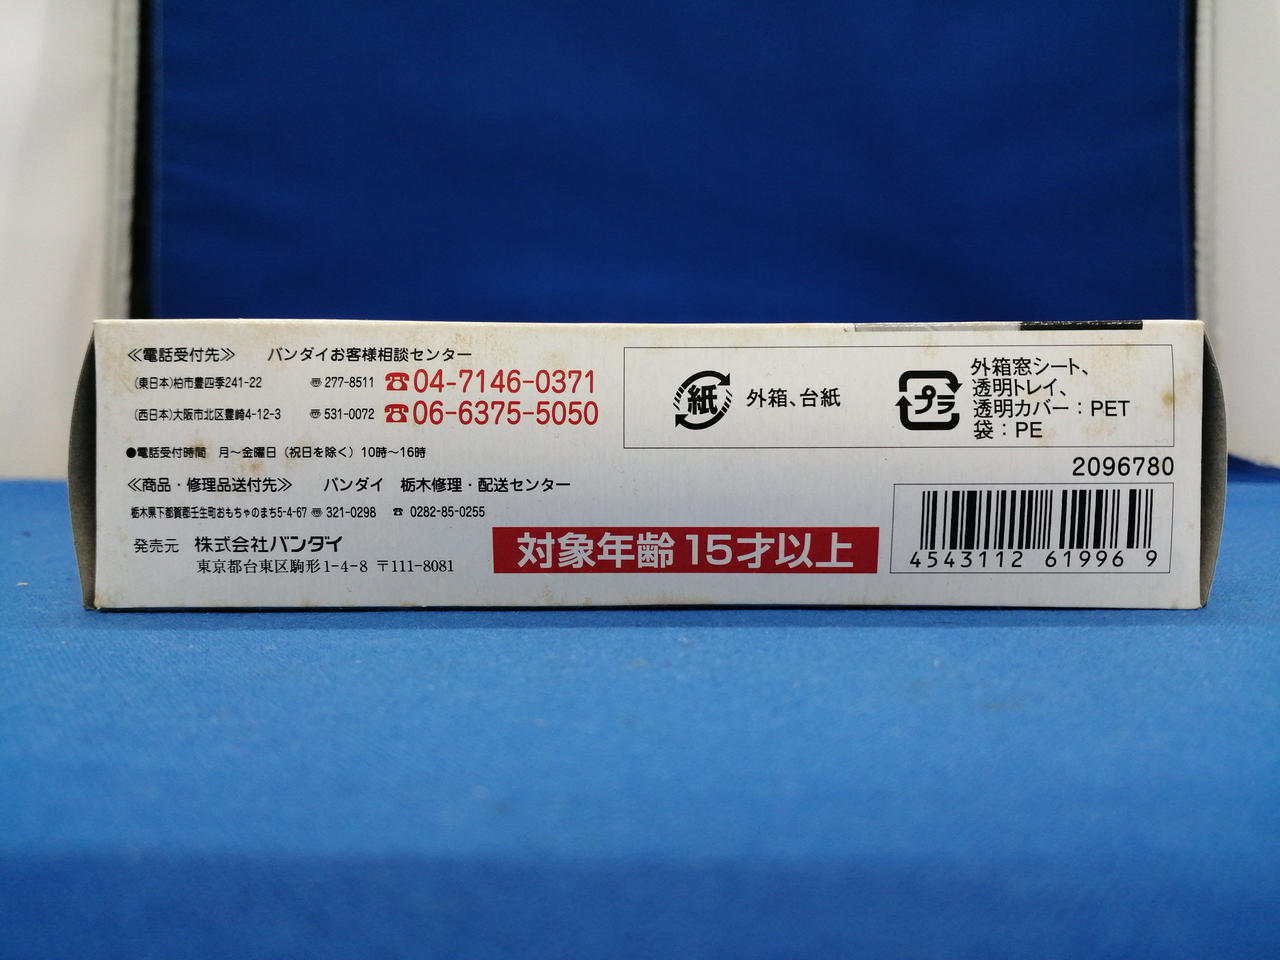 ≪電話受付先≫ バンダイお客様相談センター
(東日本)柏市豊四季241-22 〠 277-8511 ☎04-7146-0371
(西日本)大阪市北区豊崎4-12-3 〠 531-0072 ☎06-6375-5050
●電話受付時間 月～金曜日（祝日を除く）10時～16時
≪商品・修理品送付先≫ バンダイ 栃木修理・配送センター
栃木県下都賀郡壬生町おもちゃのまち5-4-67 〠 321-0298 ☎ 0282-85-0255
発売元 株式会社バンダイ
東京都台東区駒形1-4-8 〒111-8081
対象年齢 15才以上
紙 外箱、台紙
プラ
外箱窓シート、
透明トレイ、
透明カバー：PET
袋：PE
2096780
4543112 61996 9